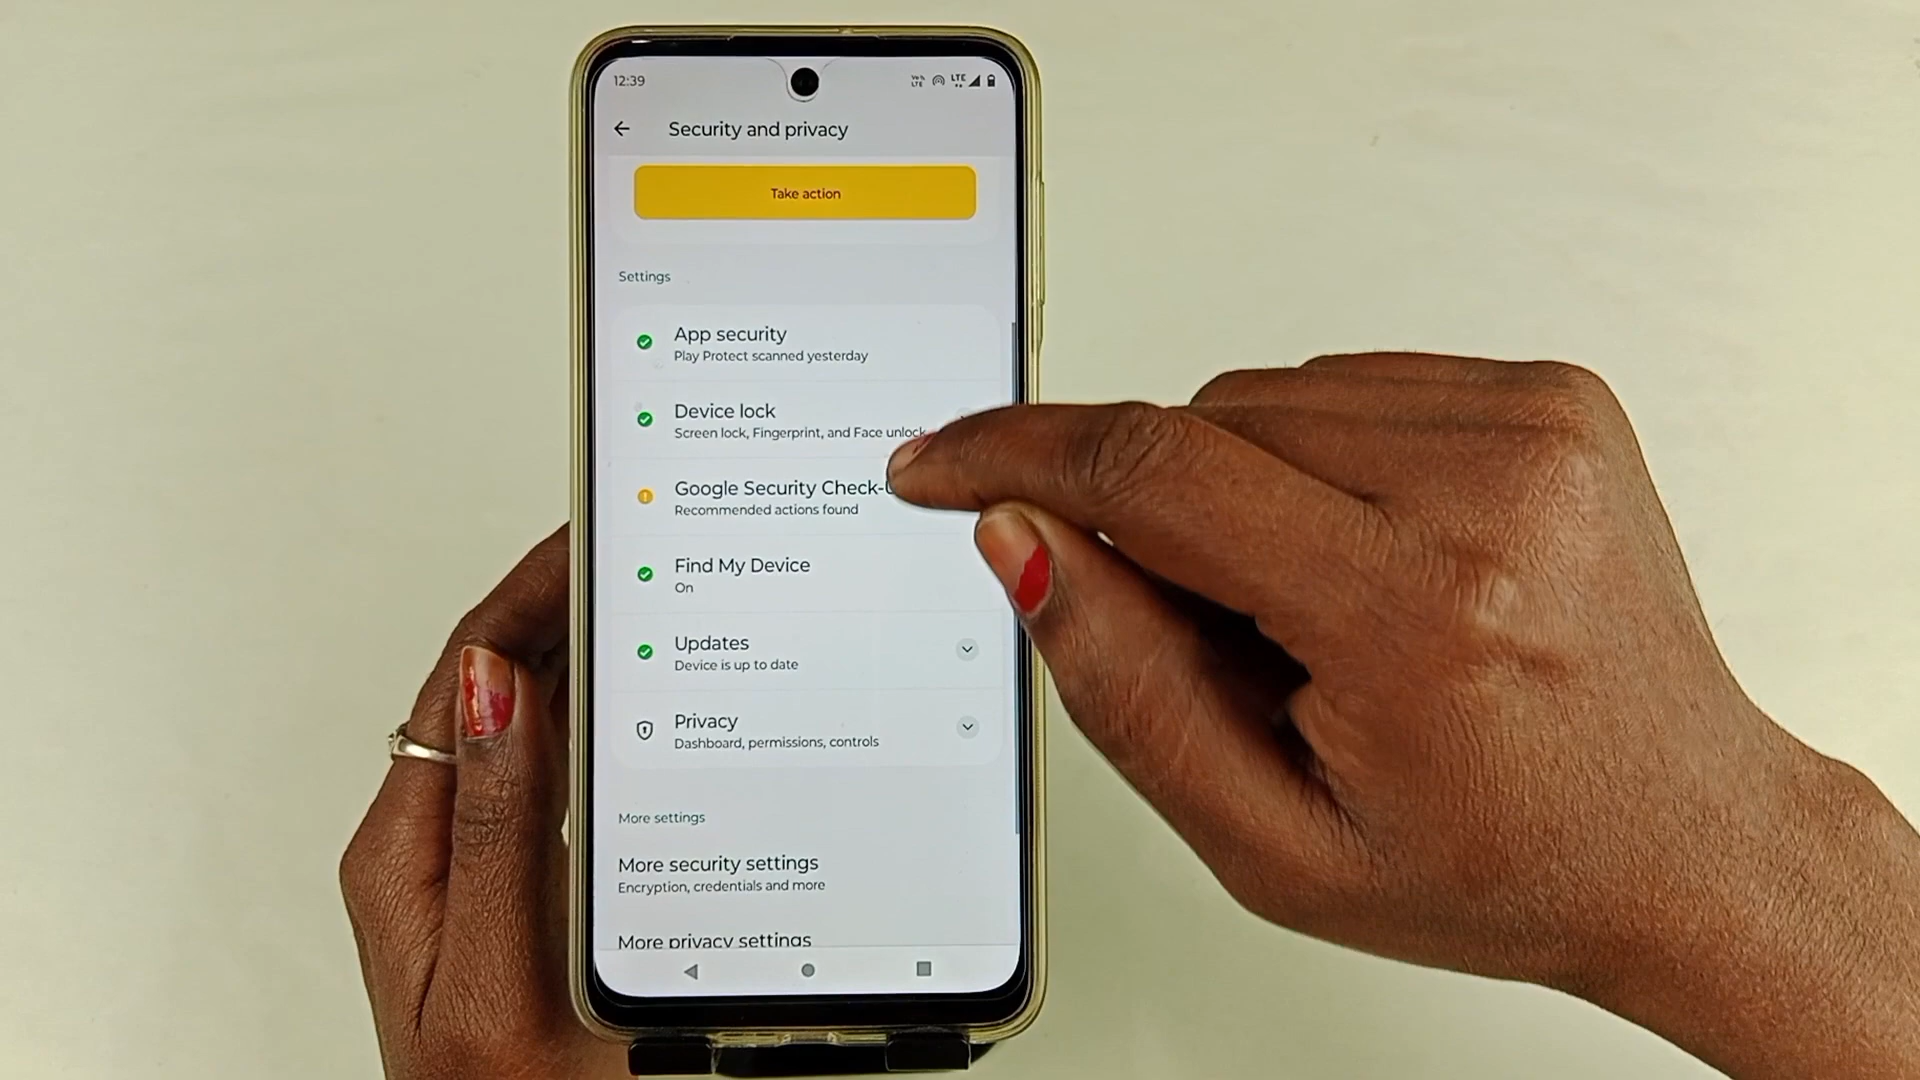 12:39
LTE
Security and privacy
Take action
Settings
App security
Play Protect scanned yesterday
Device lock
Screen lock, Fingerprint, and Face unlock
Google Security Check-
Recommended actions found
Find My Device
On
Updates
Device is up to date
Privacy
Dashboard, permissions, controls
More settings
More security settings
Encryption, credentials and more
More privacy settings